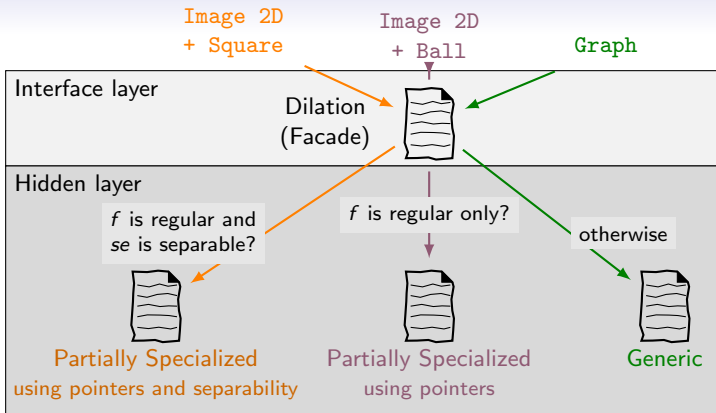 Image 2D
+ Square
Image 2D
+ Ball
Graph
Interface layer
Dilation
(Facade)
Hidden layer
f is regular and
se is separable?
f is regular only?
otherwise
Partially Specialized
using pointers and separability
Partially Specialized
using pointers
Generic